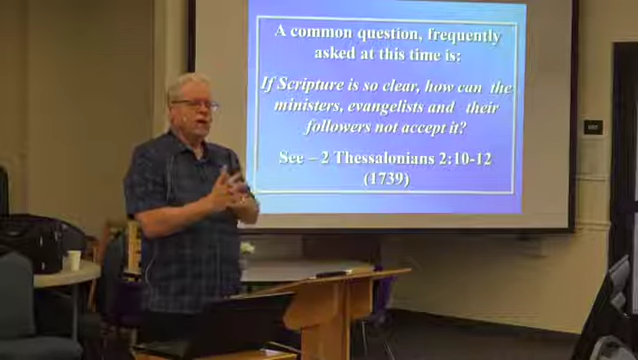 A common question, frequently
asked at this time is:
If Scripture is so clear, how can the
ministers, evangelists and their
followers not accept it?
See – 2 Thessalonians 2:10-12
(1739)